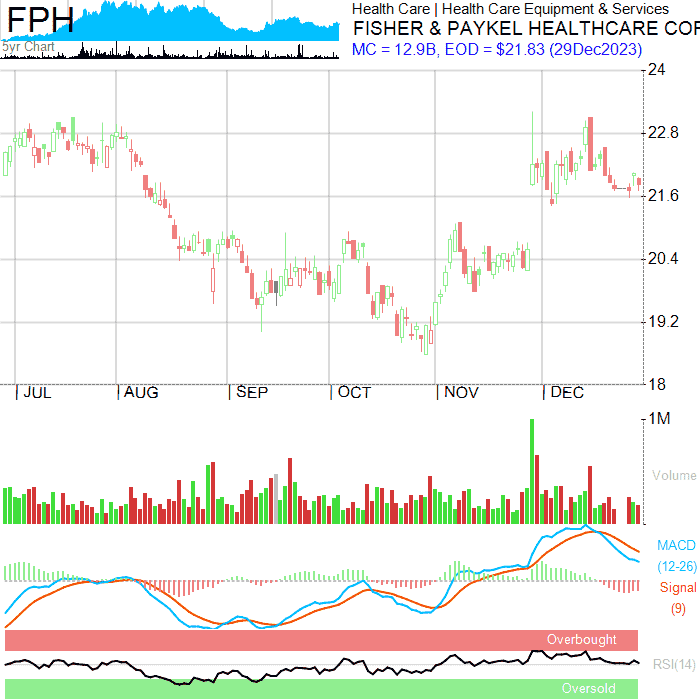 FPH
5yr Chart
Health Care | Health Care Equipment & Services
FISHER & PAYKEL HEALTHCARE COR
MC = 12.9B, EOD = $21.83 (29Dec2023)
24
22.8
21.6
20.4
19.2
18
| JUL | AUG | SEP | OCT | NOV | DEC
1M
Volume
MACD
(12-26)
Signal
(9)
Overbought
RSI(14)
Oversold